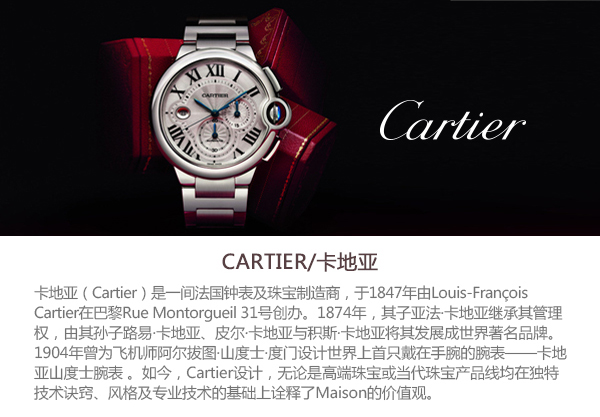 CARTIER
Cartier
CARTIER/卡地亚
卡地亚（Cartier）是一间法国钟表及珠宝制造商，于1847年由Louis-François
Cartier在巴黎Rue Montorgueil 31号创办。1874年，其子亚法·卡地亚继承其管理
权，由其孙子路易·卡地亚、皮尔·卡地亚与积斯·卡地亚将其发展成世界著名品牌。
1904年曾为飞机师阿尔拔图·山度士·度门设计世界上首只戴在手腕的腕表——卡地
亚山度士腕表 。如今，Cartier设计，无论是高端珠宝或当代珠宝产品线均在独特
技术诀窍、风格及专业技术的基础上诠释了Maison的价值观。